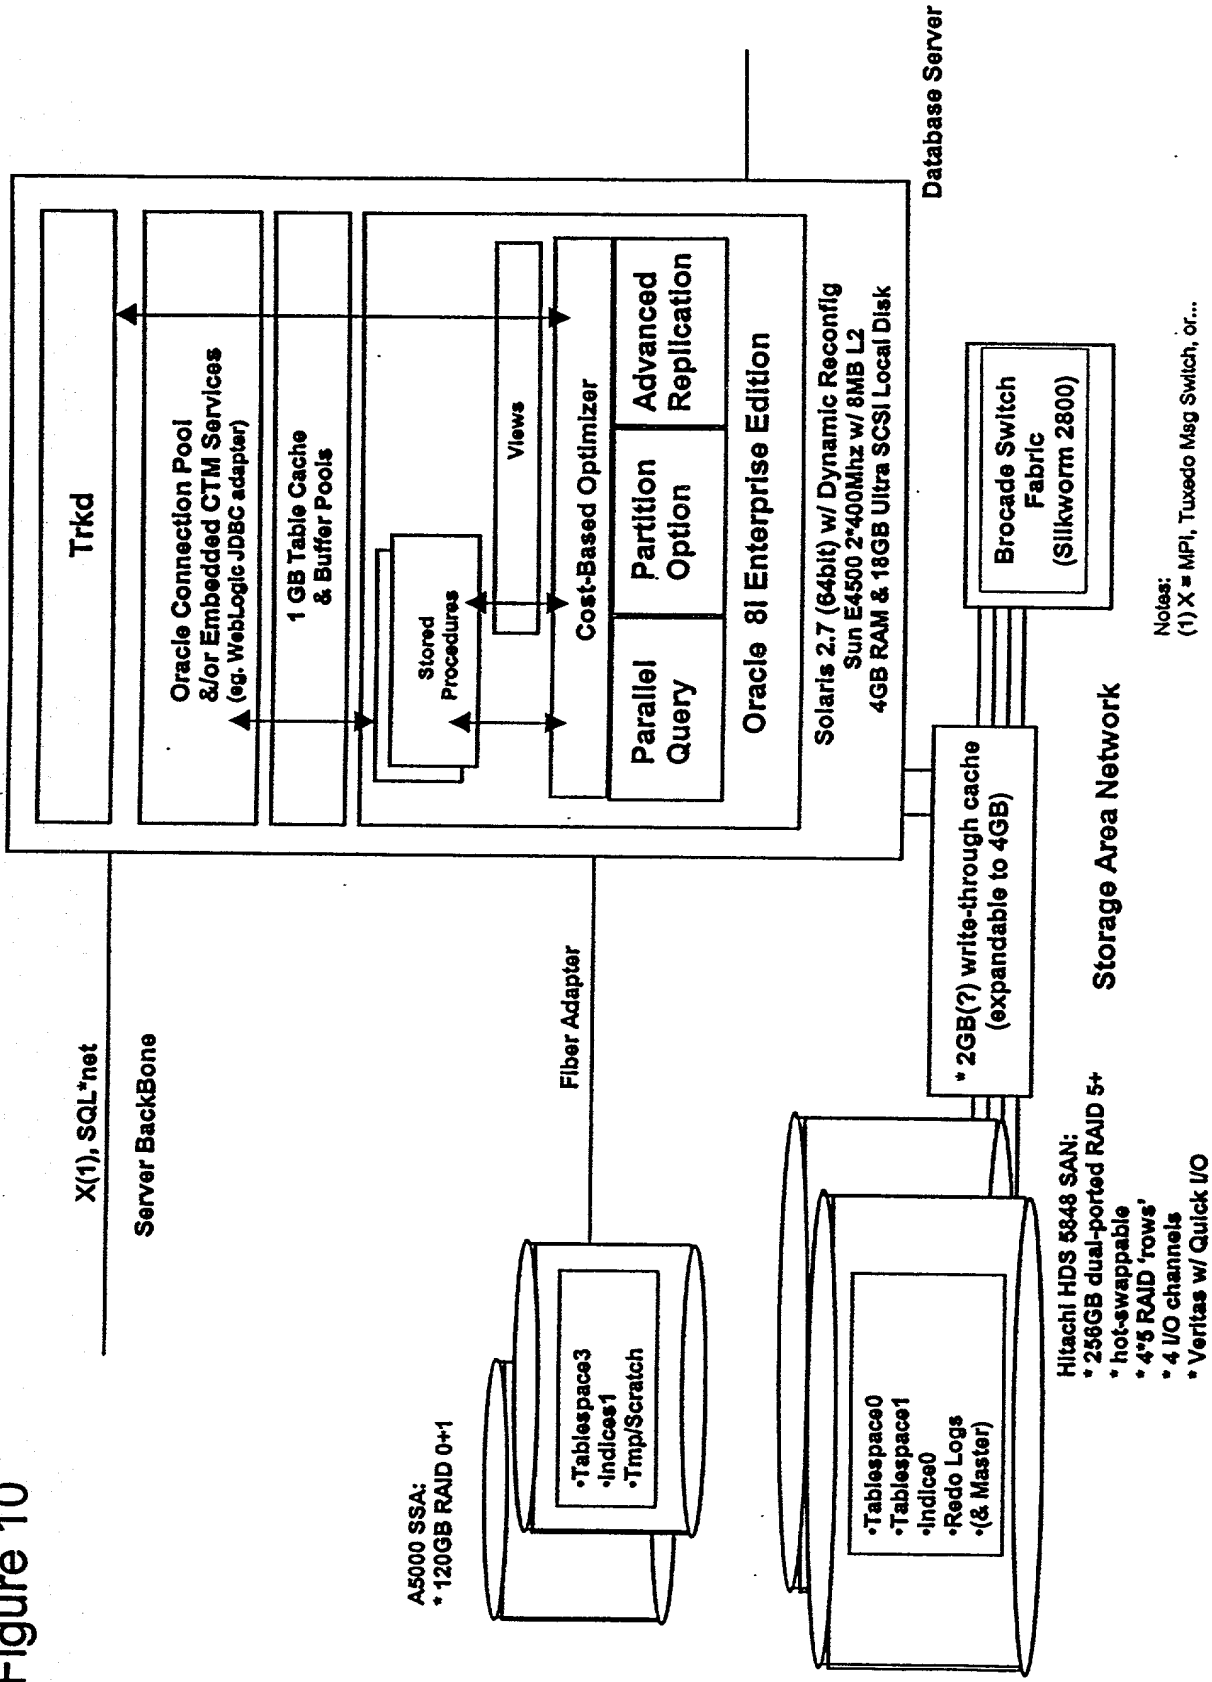 Figure 10
X(1), SQL*net
Server BackBone
Trkd
Oracle Connection Pool
&/or Embedded CTM Services
(eg. WebLogic JDBC adapter)
1 GB Table Cache
& Buffer Pools
Stored
Procedures
Views
Cost-Based Optimizer
Parallel
Query
Partition
Option
Advanced
Replication
Oracle 8i Enterprise Edition
Solaris 2.7 (64bit) w/ Dynamic Reconfig
Sun E4500 2*400Mhz w/ 8MB L2
4GB RAM & 18GB Ultra SCSI Local Disk
Database Server
A5000 SSA:
* 120GB RAID 0+1
•Tablespace3
•Indices1
•Tmp/Scratch
Fiber Adapter
•Tablespace0
•Tablespace1
•Indice0
•Redo Logs
•(& Master)
* 2GB(?) write-through cache
(expandable to 4GB)
Brocade Switch
Fabric
(Silkworm 2800)
Hitachi HDS 5848 SAN:
* 256GB dual-ported RAID 5+
* hot-swappable
* 4*5 RAID 'rows'
* 4 I/O channels
* Veritas w/ Quick I/O
Storage Area Network
Notes:
(1) X = MPI, Tuxedo Msg Switch, or...